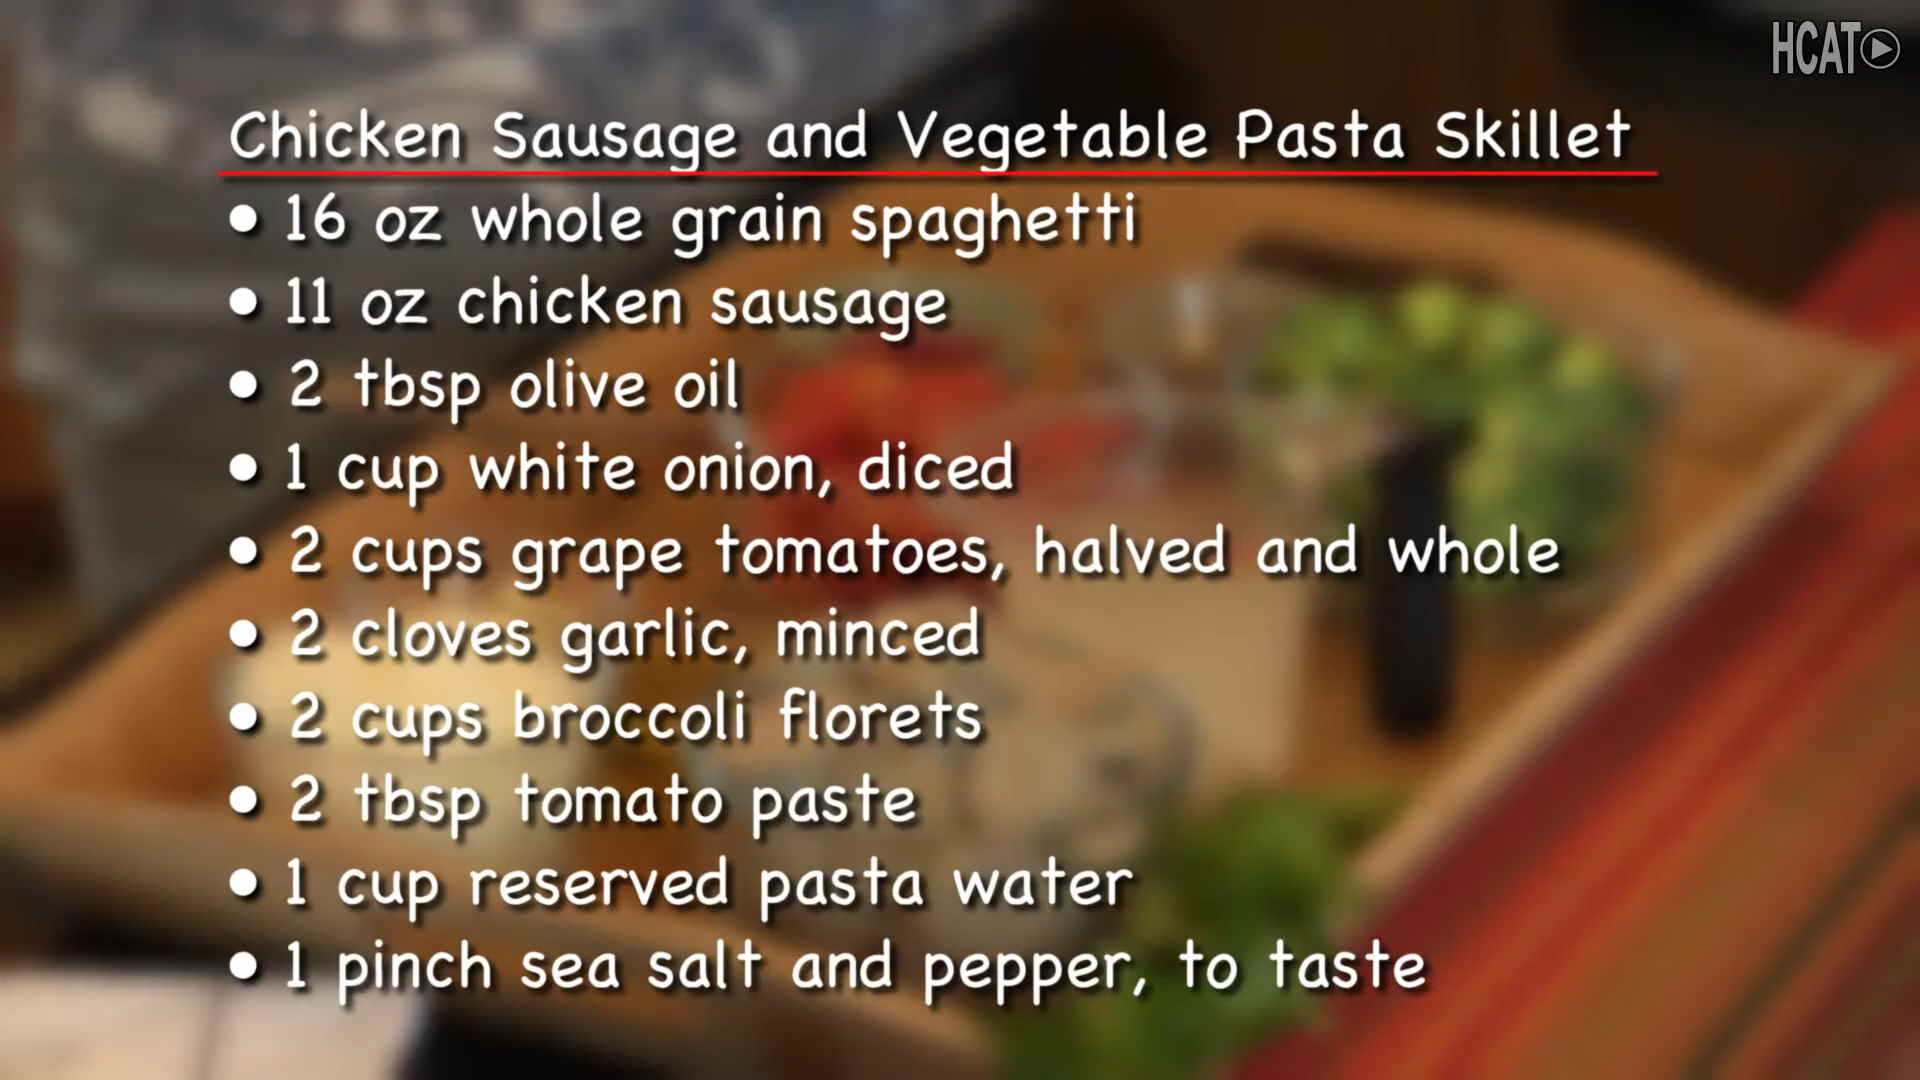 HCAT
Chicken Sausage and Vegetable Pasta Skillet
• 16 oz whole grain spaghetti
• 11 oz chicken sausage
• 2 tbsp olive oil
• 1 cup white onion, diced
• 2 cups grape tomatoes, halved and whole
• 2 cloves garlic, minced
• 2 cups broccoli florets
• 2 tbsp tomato paste
• 1 cup reserved pasta water
• 1 pinch sea salt and pepper, to taste